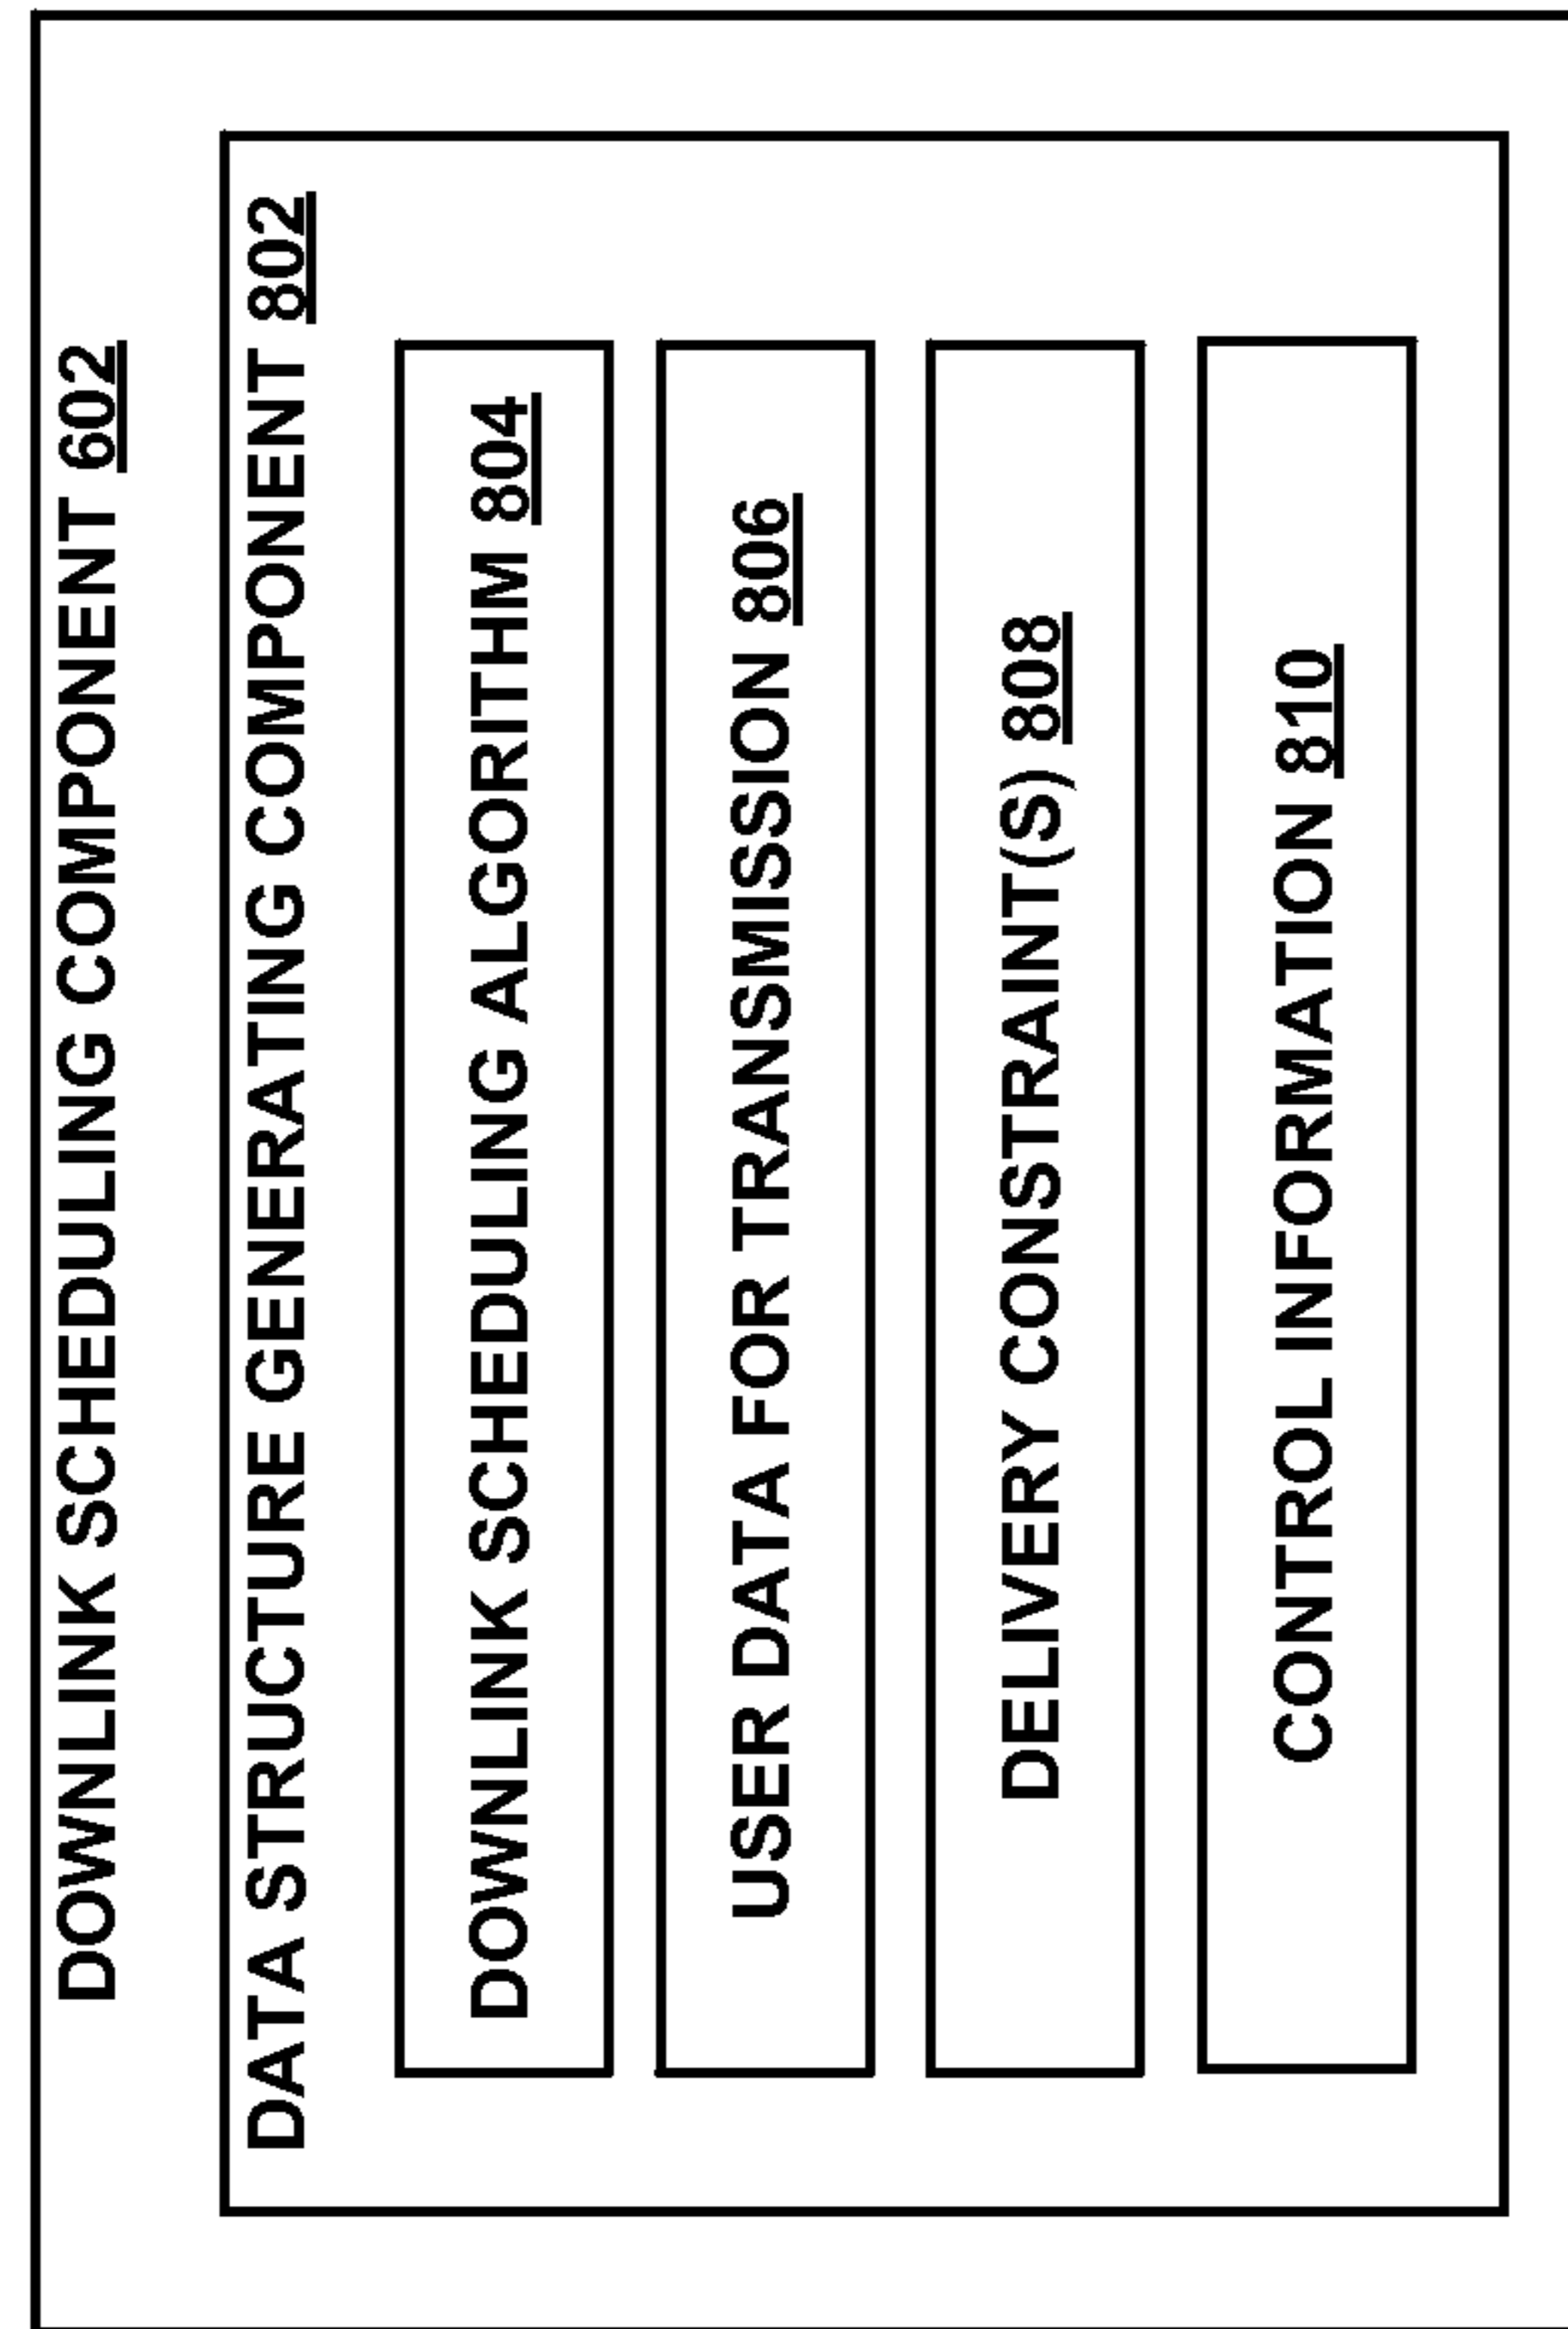 DOWNLINK SCHEDULING COMPONENT 602
DATA STRUCTURE GENERATING COMPONENT 802
DOWNLINK SCHEDULING ALGORITHM 804
USER DATA FOR TRANSMISSION 806
DELIVERY CONSTRAINT(S) 808
CONTROL INFORMATION 810